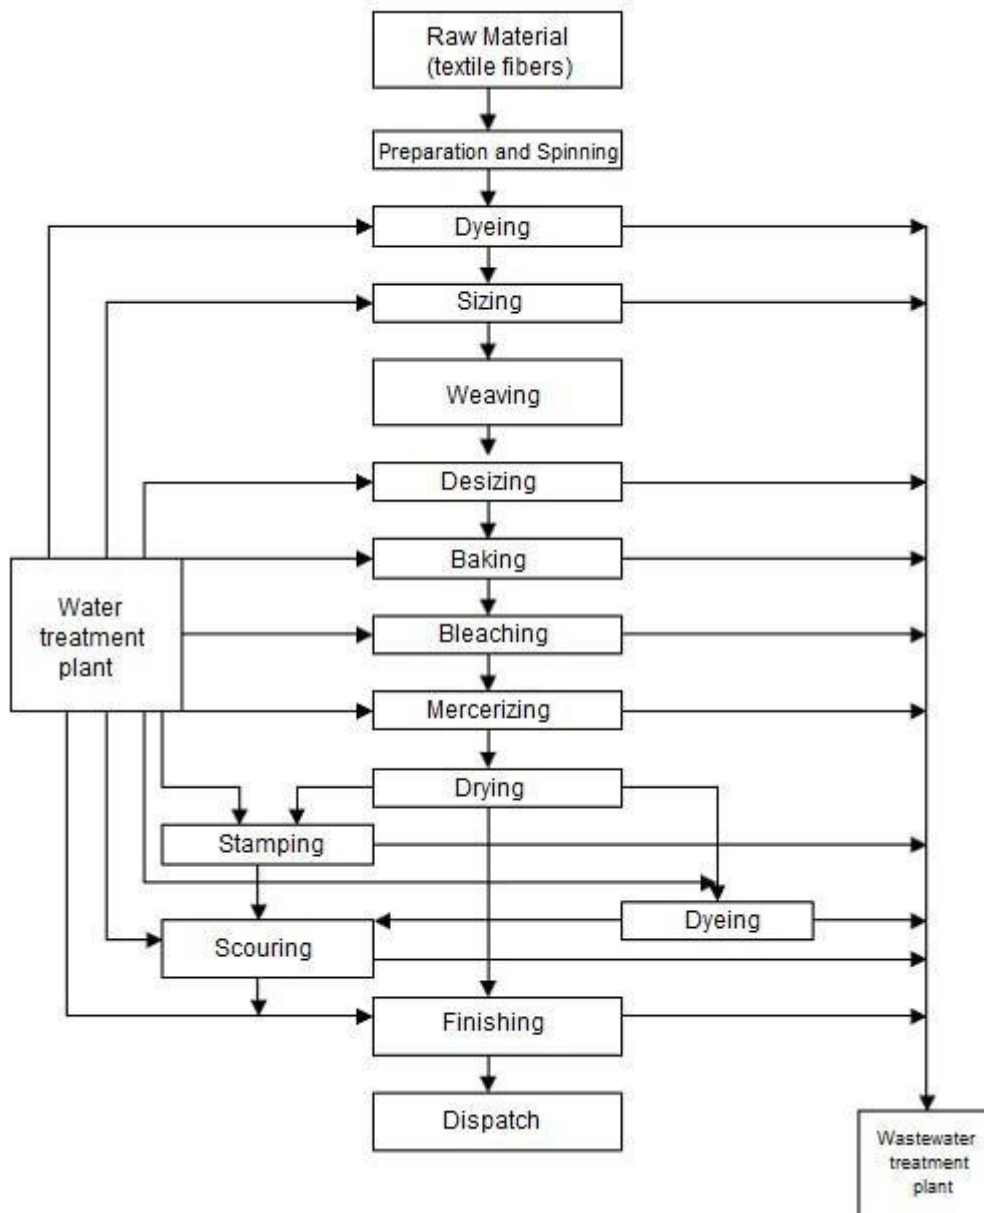 Raw Material
(textile fibers)
Preparation and Spinning
Dyeing
Sizing
Weaving
Desizing
Baking
Water
treatment
plant
Bleaching
Mercerizing
Drying
Stamping
Dyeing
Scouring
Finishing
Dispatch
Wastewater
treatment
plant